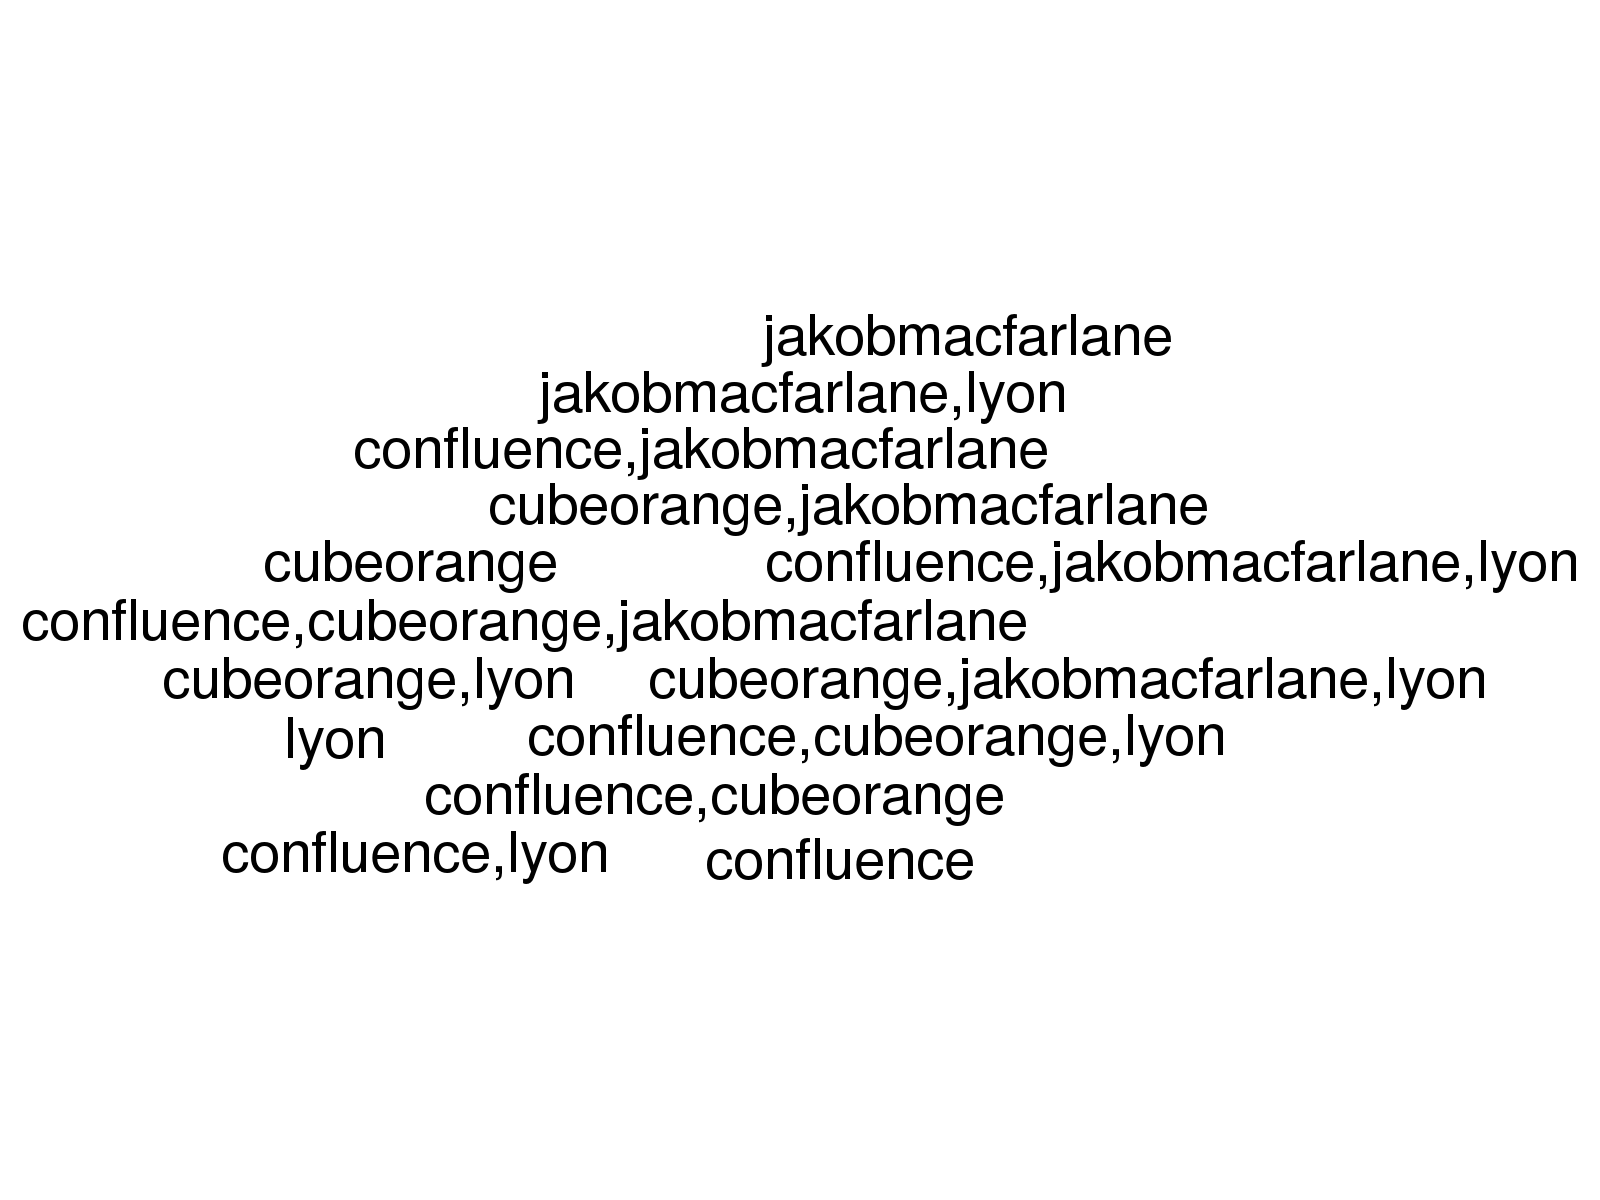 jakobmacfarlane
jakobmacfarlane,lyon
confluence,jakobmacfarlane
cubeorange,jakobmacfarlane
cubeorange confluence,jakobmacfarlane,lyon
confluence,cubeorange,jakobmacfarlane
cubeorange,lyon cubeorange,jakobmacfarlane,lyon
lyon confluence,cubeorange,lyon
confluence,cubeorange
confluence,lyon confluence